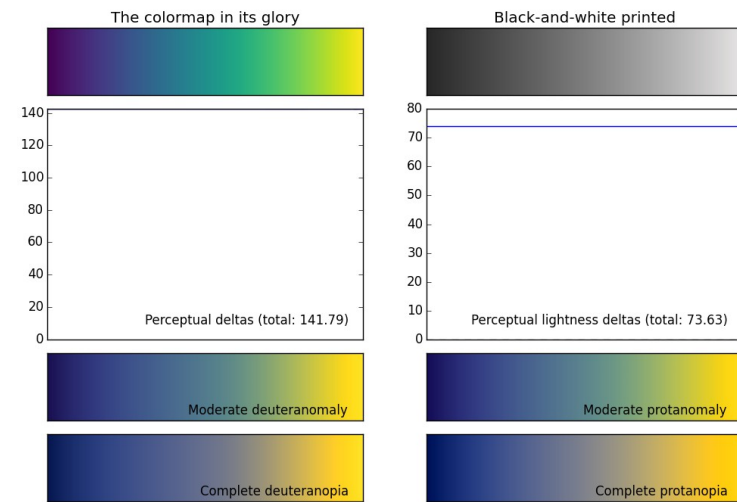 The colormap in its glory
Black-and-white printed
140
120
100
80
60
40
20
0
Perceptual deltas (total: 141.79)
80
70
60
50
40
30
20
10
0
Perceptual lightness deltas (total: 73.63)
Moderate deuteranomaly
Moderate protanomaly
Complete deuteranopia
Complete protanopia